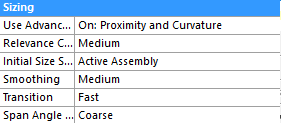 Sizing
Use Advanc... On: Proximity and Curvature
Relevance C... Medium
Initial Size S... Active Assembly
Smoothing Medium
Transition Fast
Span Angle ... Coarse